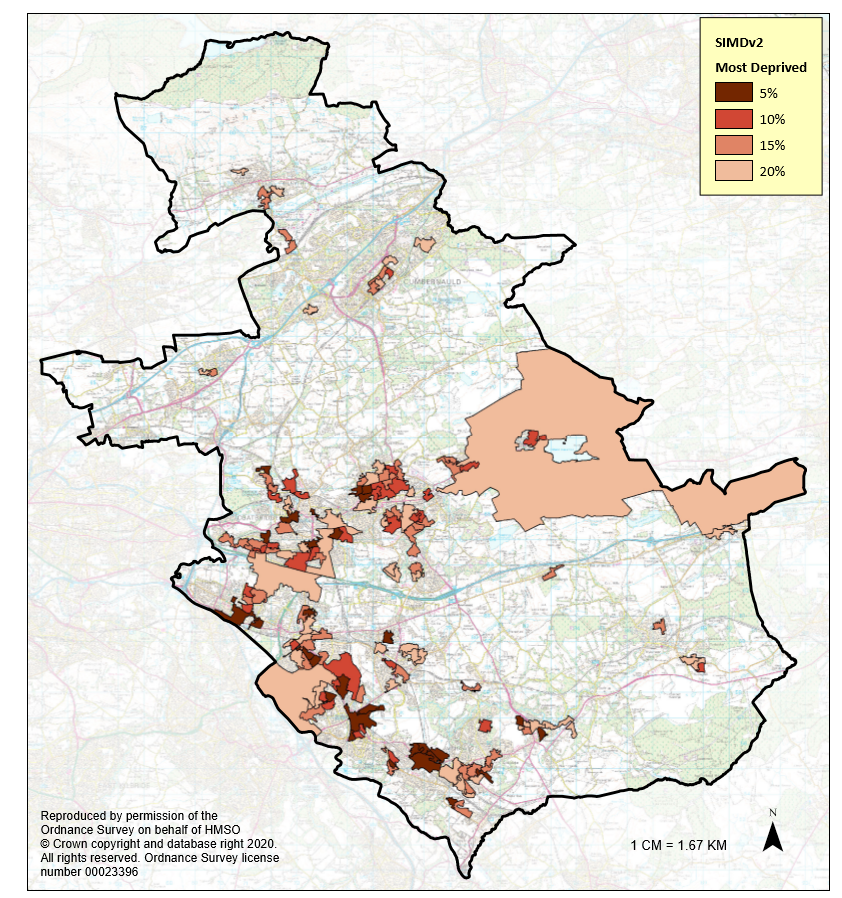 SIMDv2
Most Deprived
5%
10%
15%
20%
CUMBERNAULD
Reproduced by permission of the
Ordnance Survey on behalf of HMSO
© Crown copyright and database right 2020.
All rights reserved. Ordnance Survey license
number 00023396
1 CM = 1.67 KM
N